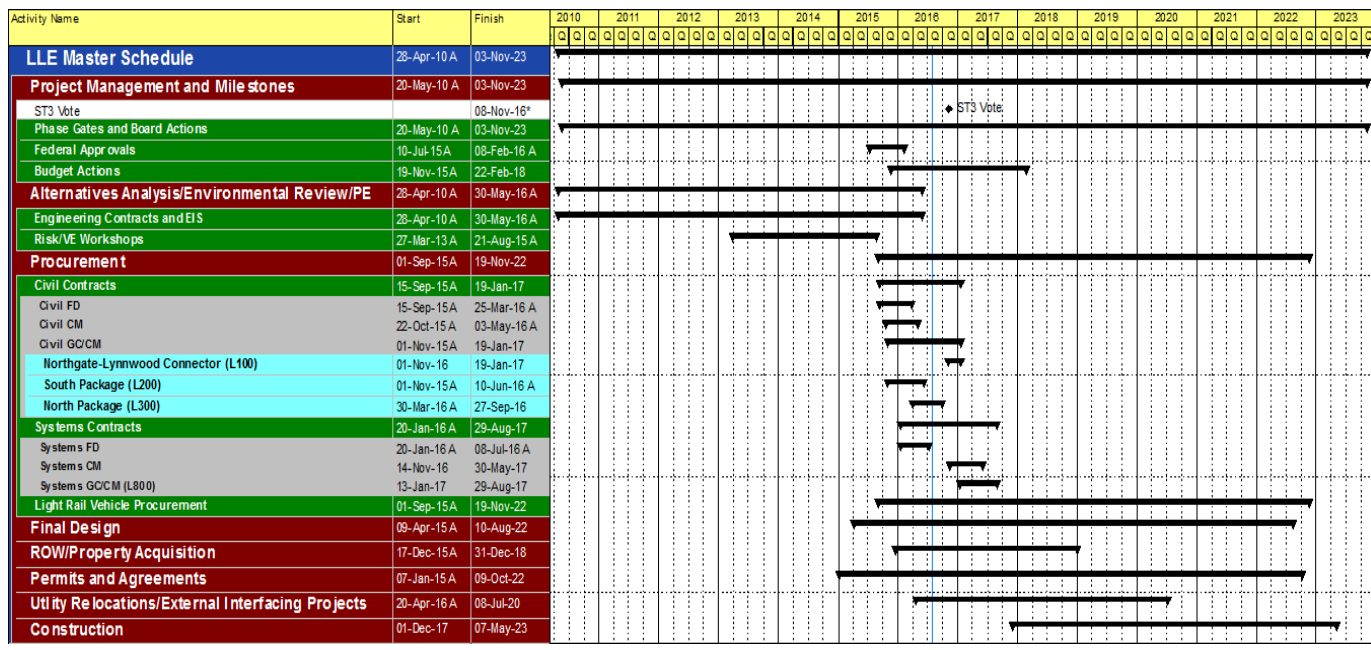 Activity Name Start Finish 2010 2011 2012 2013 2014 2015 2016 2017 2018 2019 2020 2021 2022 2023
Q Q Q Q Q Q Q Q Q Q Q Q Q Q Q Q Q Q Q Q Q Q Q Q Q Q Q Q Q Q Q Q Q Q Q Q Q Q Q Q Q Q Q Q Q Q Q Q Q Q Q Q Q Q Q
LLE Master Schedule 28-Apr-10 A 03-Nov-23
Project Management and Milestones 20-May-10 A 03-Nov-23
ST3 Vote 08-Nov-16* ST3 Vote
Phase Gates and Board Actions 20-May-10 A 03-Nov-23
Federal Approvals 10-Jul-15 A 08-Feb-16 A
Budget Actions 19-Nov-15 A 22-Feb-18
Alternatives Analysis/Environmental Review/PE 28-Apr-10 A 30-May-16 A
Engineering Contracts and EIS 28-Apr-10 A 30-May-16 A
Risk/VE Workshops 27-Mar-13 A 21-Aug-15 A
Procurement 01-Sep-15 A 19-Nov-22
Civil Contracts 15-Sep-15 A 19-Jan-17
Civil FD 15-Sep-15 A 25-Mar-16 A
Civil CM 22-Oct-15 A 03-May-16 A
Civil GC/CM 01-Nov-15 A 19-Jan-17
Northgate-Lynnwood Connector (L100) 01-Nov-16 19-Jan-17
South Package (L200) 01-Nov-15 A 10-Jun-16 A
North Package (L300) 30-Mar-16 A 27-Sep-16
Systems Contracts 20-Jan-16 A 29-Aug-17
Systems FD 20-Jan-16 A 08-Jul-16 A
Systems CM 14-Nov-16 30-May-17
Systems GC/CM (L800) 13-Jan-17 29-Aug-17
Light Rail Vehicle Procurement 01-Sep-15 A 19-Nov-22
Final Design 09-Apr-15 A 10-Aug-22
ROW/Property Acquisition 17-Dec-15 A 31-Dec-18
Permits and Agreements 07-Jan-15 A 09-Oct-22
Utlity Relocations/External Interfacing Projects 20-Apr-16 A 08-Jul-20
Construction 01-Dec-17 07-May-23